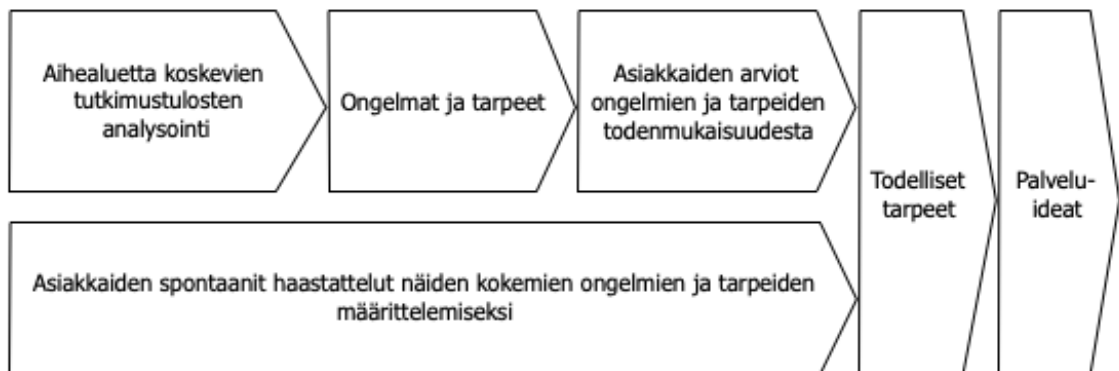 Aihealuetta koskevien
tutkimustulosten
analysointi
Ongelmat ja tarpeet
Asiakkaiden arviot
ongelmien ja tarpeiden
todenmukaisuudesta
Asiakkaiden spontaanit haastattelut näiden kokemien ongelmien ja tarpeiden
määrittelemiseksi
Todelliset
tarpeet
Palvelu-
ideat